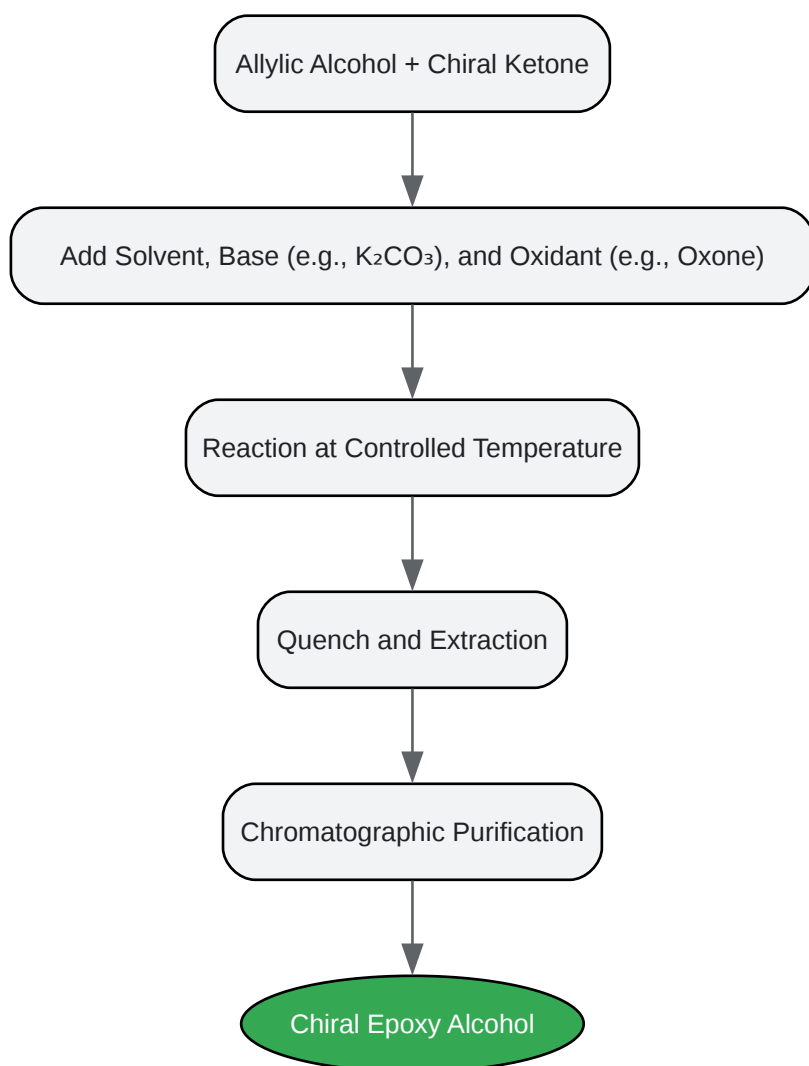 Allylic Alcohol + Chiral Ketone
Add Solvent, Base (e.g., K₂CO₃), and Oxidant (e.g., Oxone)
Reaction at Controlled Temperature
Quench and Extraction
Chromatographic Purification
Chiral Epoxy Alcohol